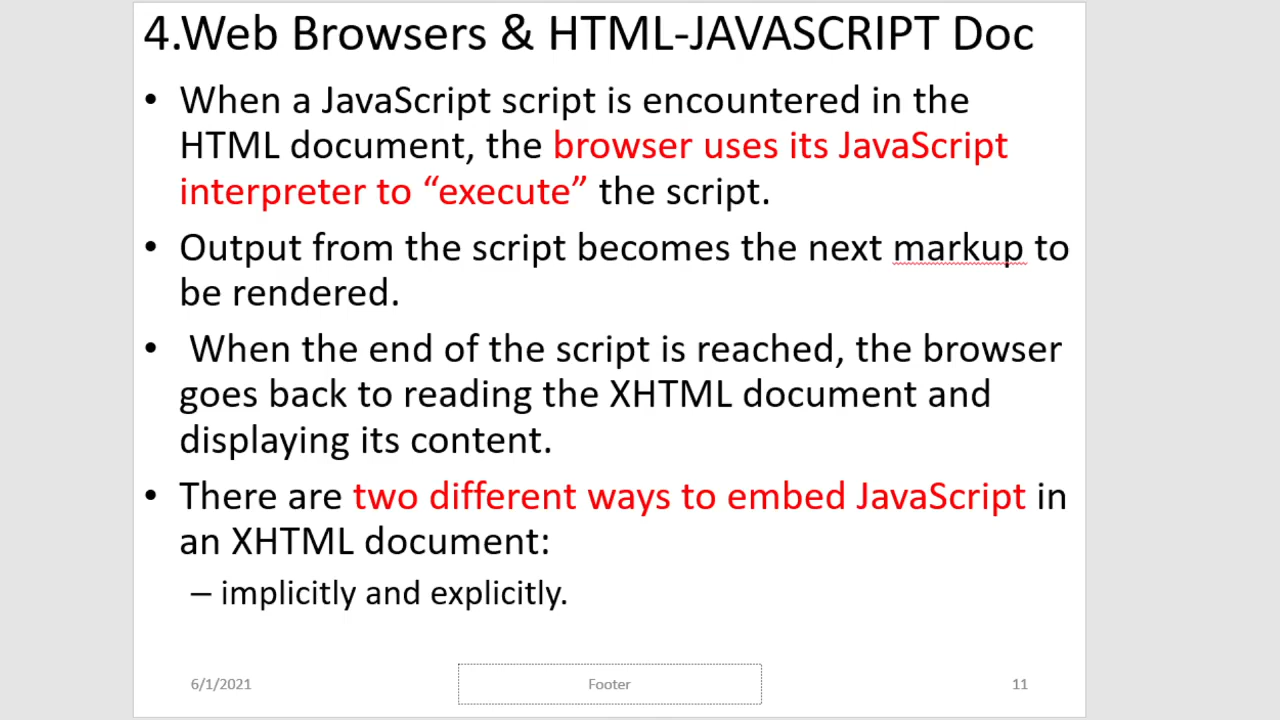 4.Web Browsers & HTML-JAVASCRIPT Doc
• When a JavaScript script is encountered in the
HTML document, the browser uses its JavaScript
interpreter to “execute” the script.
• Output from the script becomes the next markup to
be rendered.
• When the end of the script is reached, the browser
goes back to reading the XHTML document and
displaying its content.
• There are two different ways to embed JavaScript in
an XHTML document:
– implicitly and explicitly.
6/1/2021
Footer
11